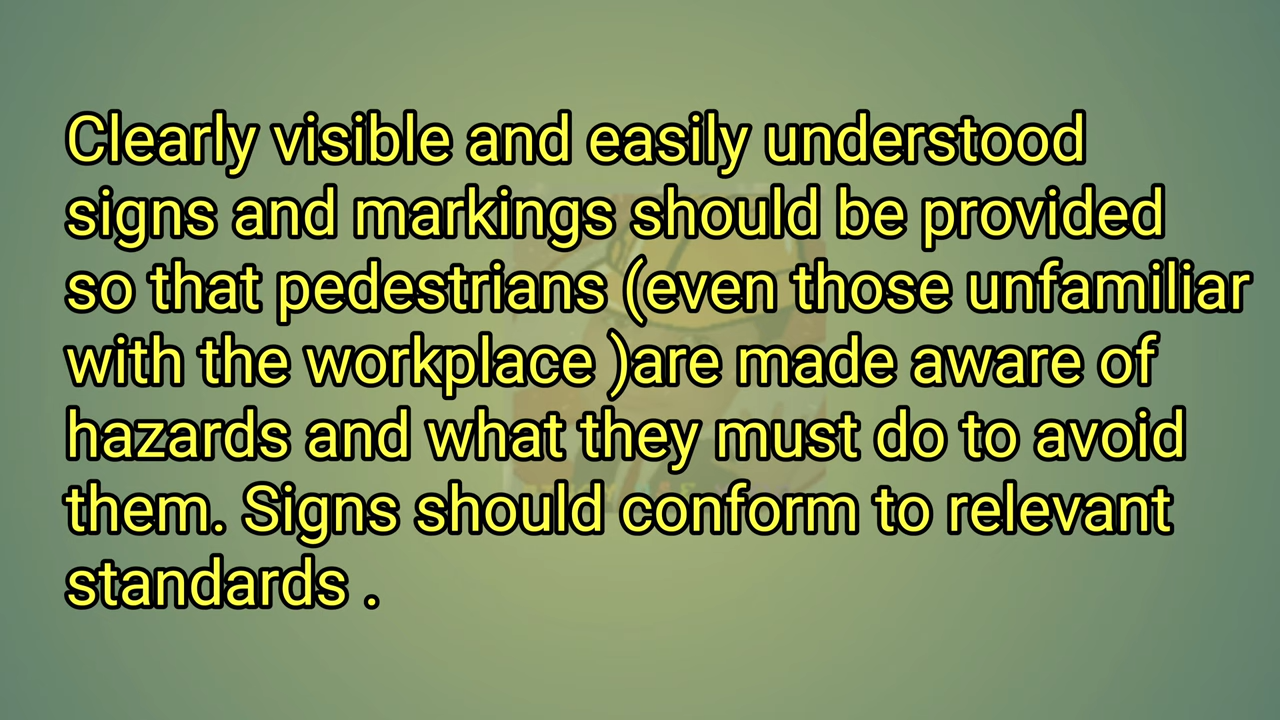 Clearly visible and easily understood
signs and markings should be provided
so that pedestrians (even those unfamiliar
with the workplace )are made aware of
hazards and what they must do to avoid
them. Signs should conform to relevant
standards .